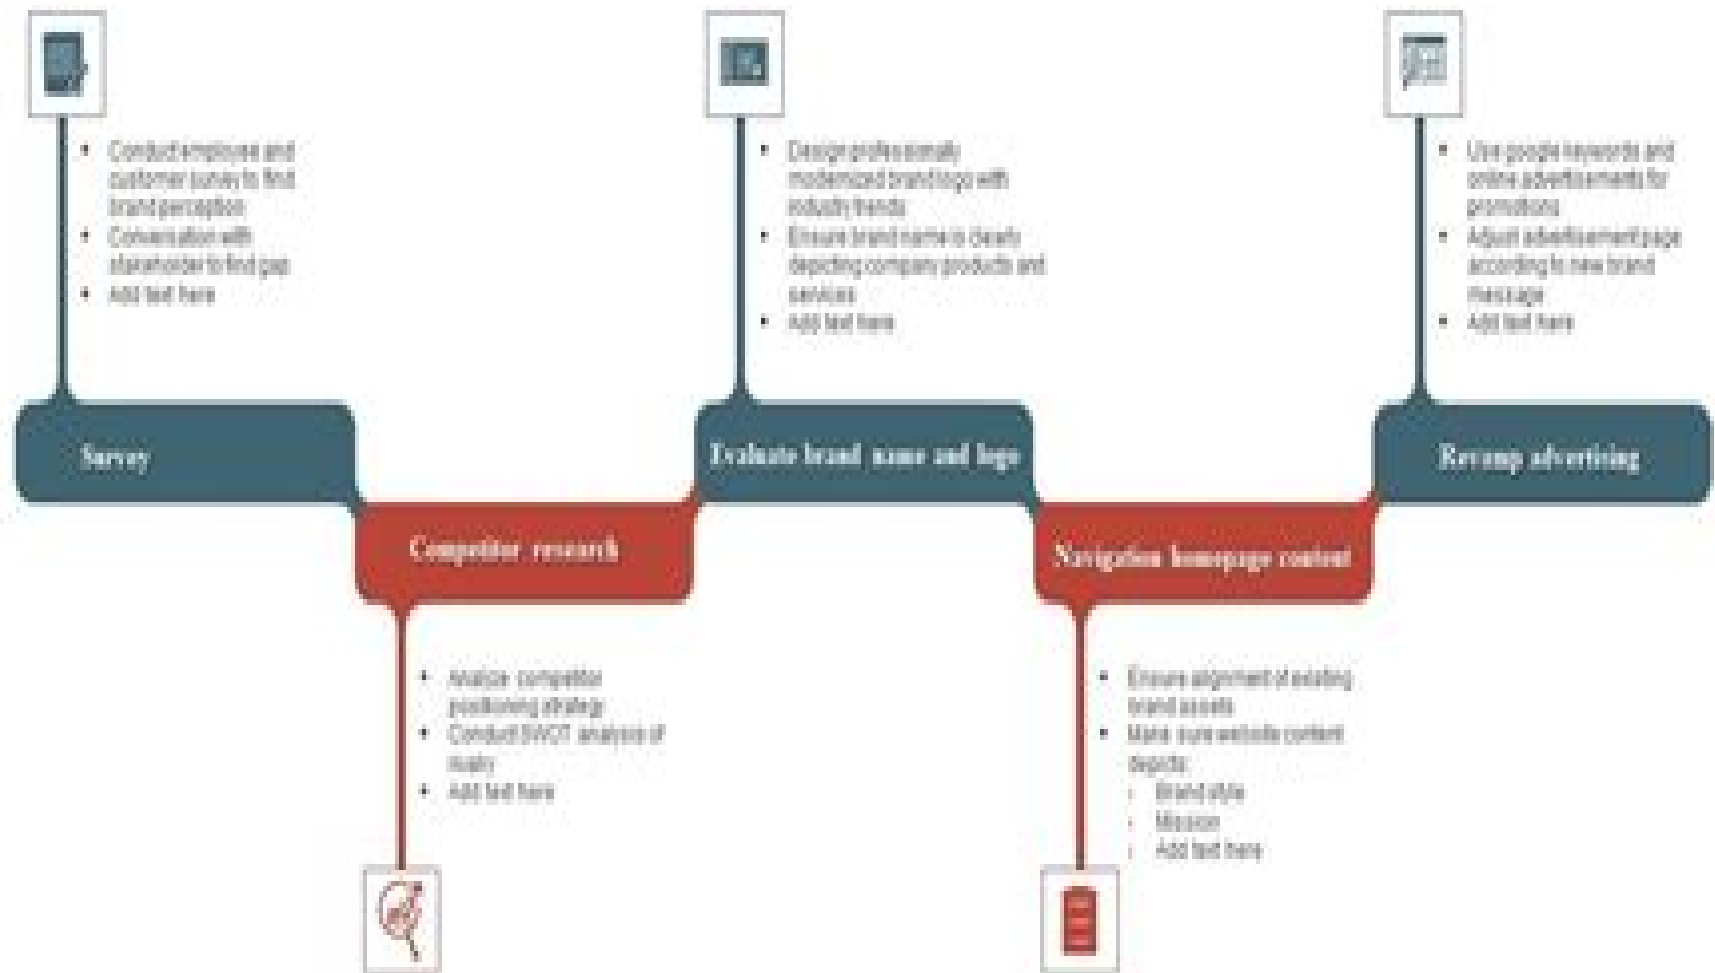 Conduct employee and
customer survey to find
brand perception
Conversation with
stakeholder to find gap
Add text here
Design professionally
modernized brand logo with
industry trends
Ensure brand name is clearly
depicting company products and
services
Add text here
Use google keywords and
online advertisements for
promotions
Adjust advertisement page
according to new brand
message
Add text here
Survey
Evaluate brand name and logo
Revamp advertising
Competitor research
Navigation homepage content
Analyze competitor
positioning strategy
Conduct SWOT analysis of
Add text here
Ensure alignment of existing
brand assets
Make sure website content
depicts
Brand style
Mission
Add text here